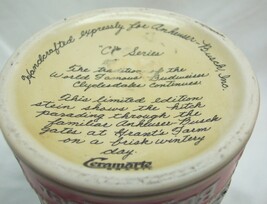 Handcrafted expressly for Anheuser-Busch, Inc.
"C" Series
The tradition of the
World Famous Budweiser
Clydesdales Continues.
This limited edition
stein shows the hitch
parading through the
familiar Anheuser-Busch
Gates at Grant's Farm
on a brisk wintery
day.
Ceramarte